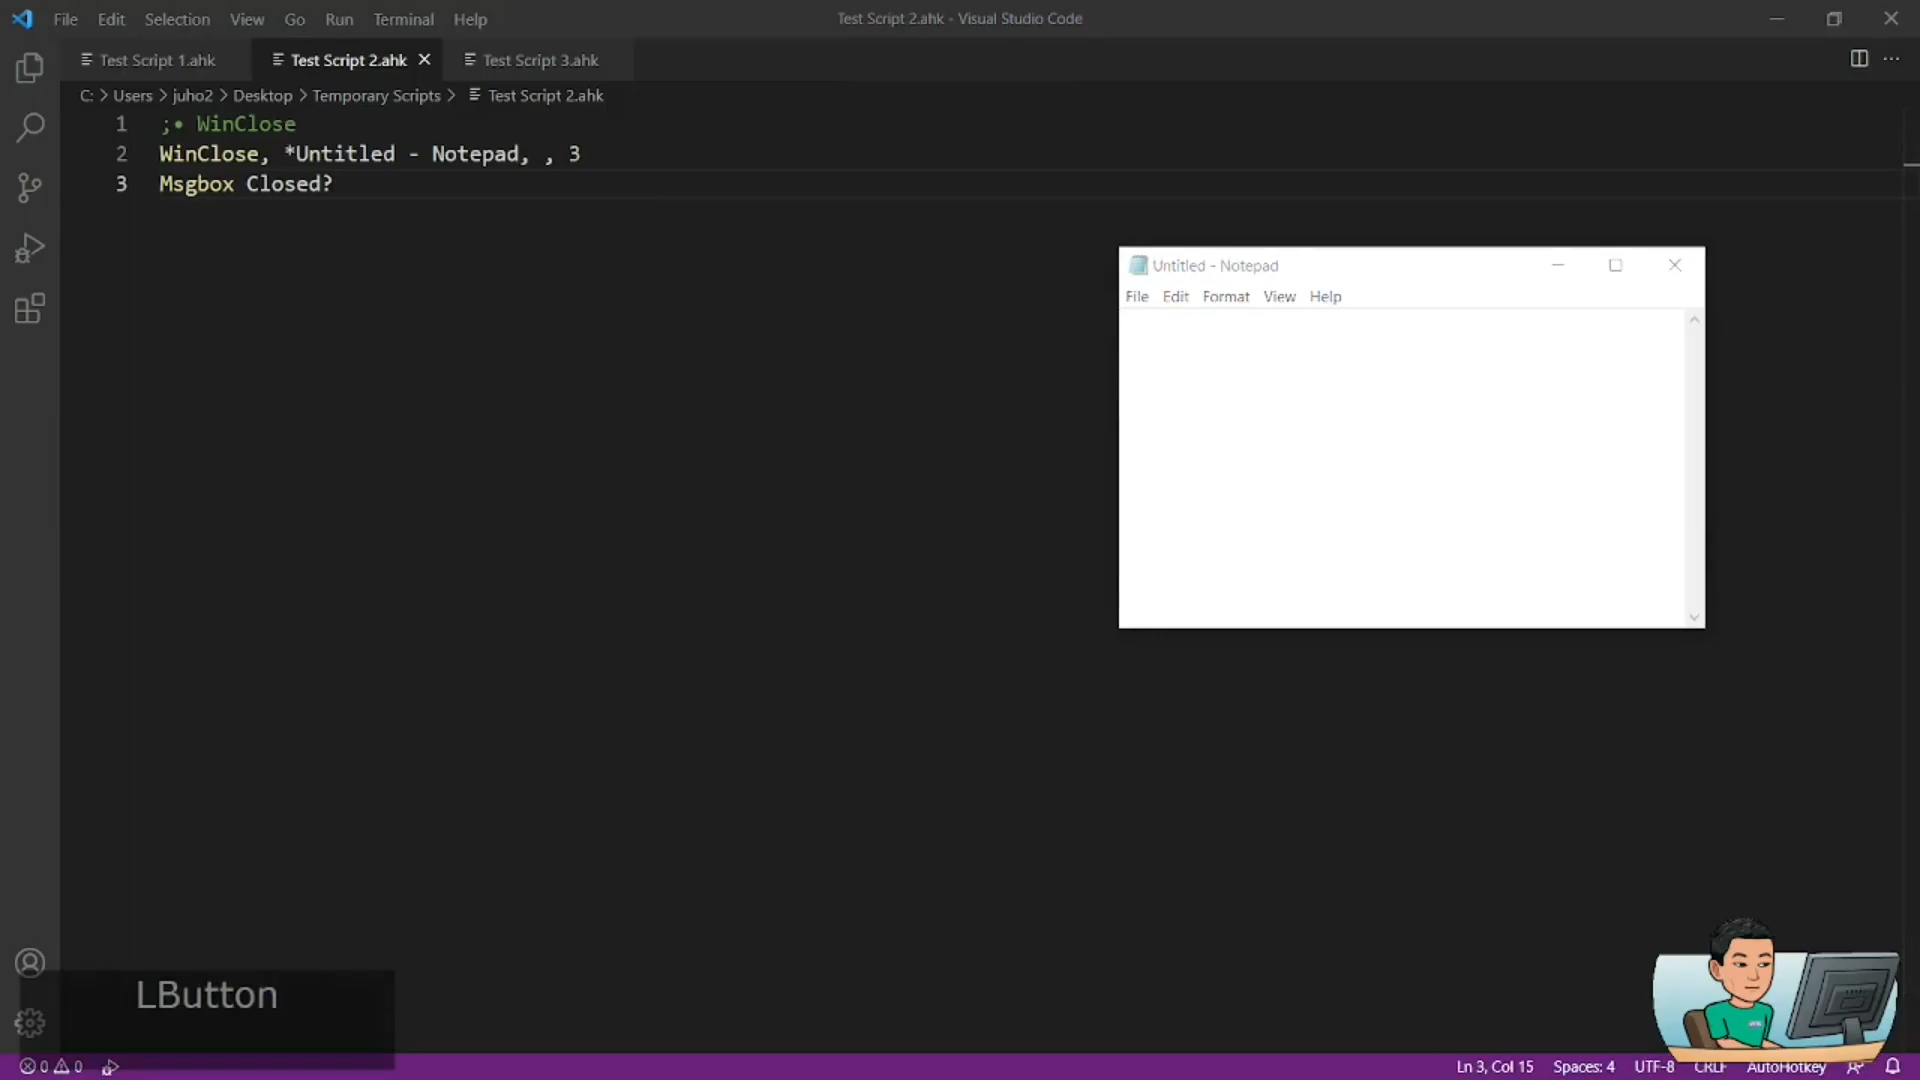 File Edit Selection View Go Run Terminal Help
Test Script 2.ahk - Visual Studio Code
Test Script 1.ahk
Test Script 2.ahk
Test Script 3.ahk
C: > Users > juho2 > Desktop > Temporary Scripts > Test Script 2.ahk
1 ;• WinClose
2 WinClose, *Untitled - Notepad, , 3
3 Msgbox Closed?
Untitled - Notepad
File Edit Format View Help
LButton
0 0
Ln 3, Col 15 Spaces: 4 UTF-8 CRLF AutoHotkey